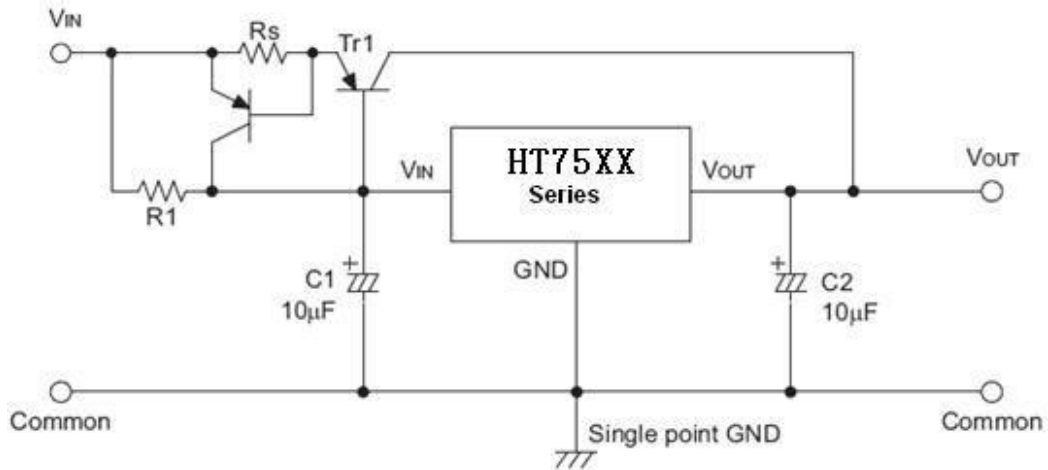 VIN
Rs
Tr1
HT75XX
Series
VIN
VOUT
VOUT
R1
GND
+
C1
10μF
+
C2
10μF
Common
Single point GND
Common